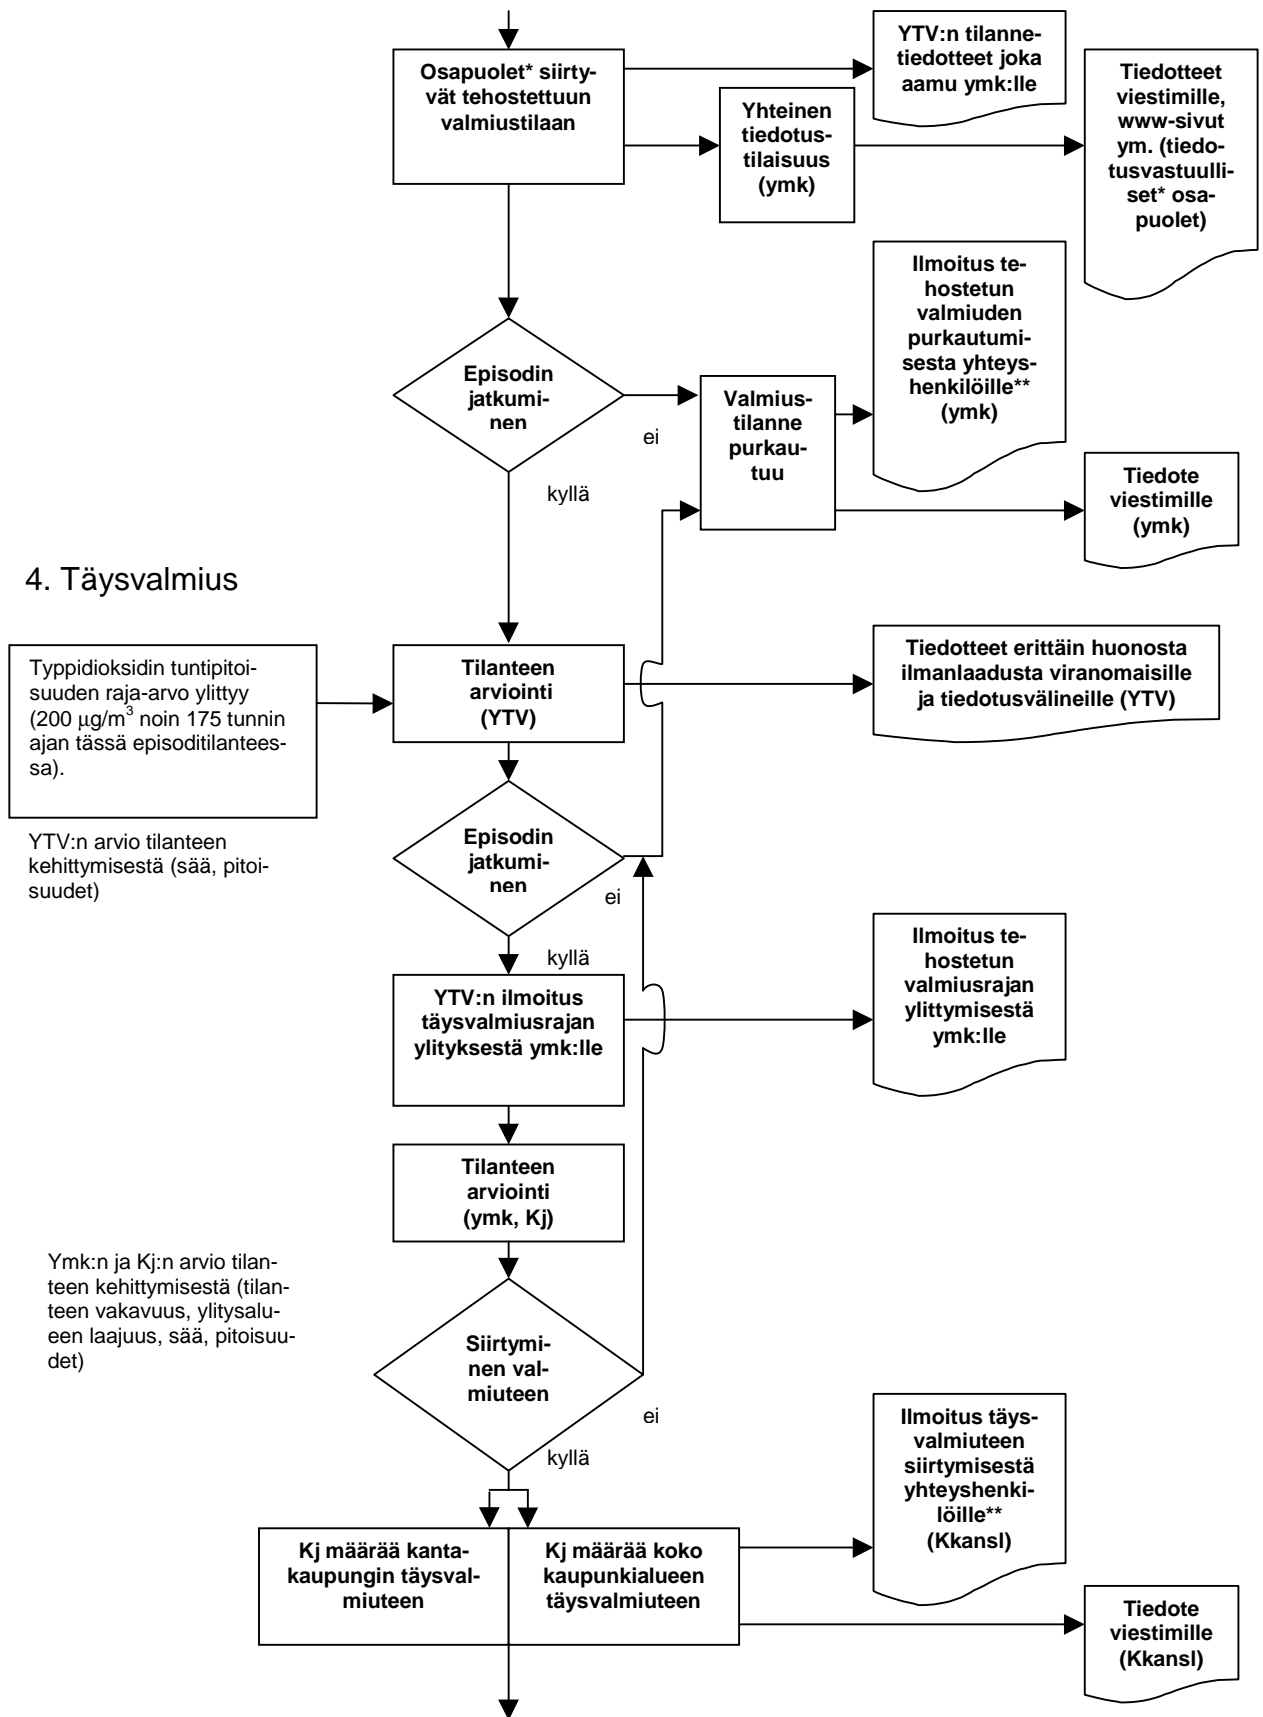 Osapuolet* siirty-
vät tehostettuun
valmiustilaan
YTV:n tilanne-
tiedotteet joka
aamu ymk:lle
Yhteinen
tiedotus-
tilaisuus
(ymk)
Tiedotteet
viestimille,
www-sivut
ym. (tiedo-
tusvastuulli-
set* osa-
puolet)
Episodin
jatkumi-
nen
ei
kyllä
Valmius-
tilanne
purkau-
tuu
Ilmoitus te-
hostetun
valmiuden
purkautumi-
sesta yhteys-
henkilöille**
(ymk)
Tiedote
viestimille
(ymk)
4. Täysvalmius
Typpidioksidin tuntipitoi-
suuden raja-arvo ylittyy
(200 µg/m³ noin 175 tunnin
ajan tässä episoditilantees-
sa).
Tilanteen
arviointi
(YTV)
Tiedotteet erittäin huonosta
ilmanlaadusta viranomaisille
ja tiedotusvälineille (YTV)
YTV:n arvio tilanteen
kehittymisestä (sää, pitoi-
suudet)
Episodin
jatkumi-
nen
ei
kyllä
YTV:n ilmoitus
täysvalmiusrajan
ylityksestä ymk:lle
Ilmoitus te-
hostetun
valmiusrajan
ylittymisestä
ymk:lle
Tilanteen
arviointi
(ymk, Kj)
Ymk:n ja Kj:n arvio tilan-
teen kehittymisestä (tilan-
teen vakavuus, ylitysalu-
een laajuus, sää, pitoisuu-
det)
Siirtymi-
nen val-
miuteen
ei
kyllä
Ilmoitus täys-
valmiuteen
siirtymisestä
yhteyshenki-
löille**
(Kkansl)
Kj määrää kanta-
kaupungin täysval-
miuteen
Kj määrää koko
kaupunkialueen
täysvalmiuteen
Tiedote
viestimille
(Kkansl)